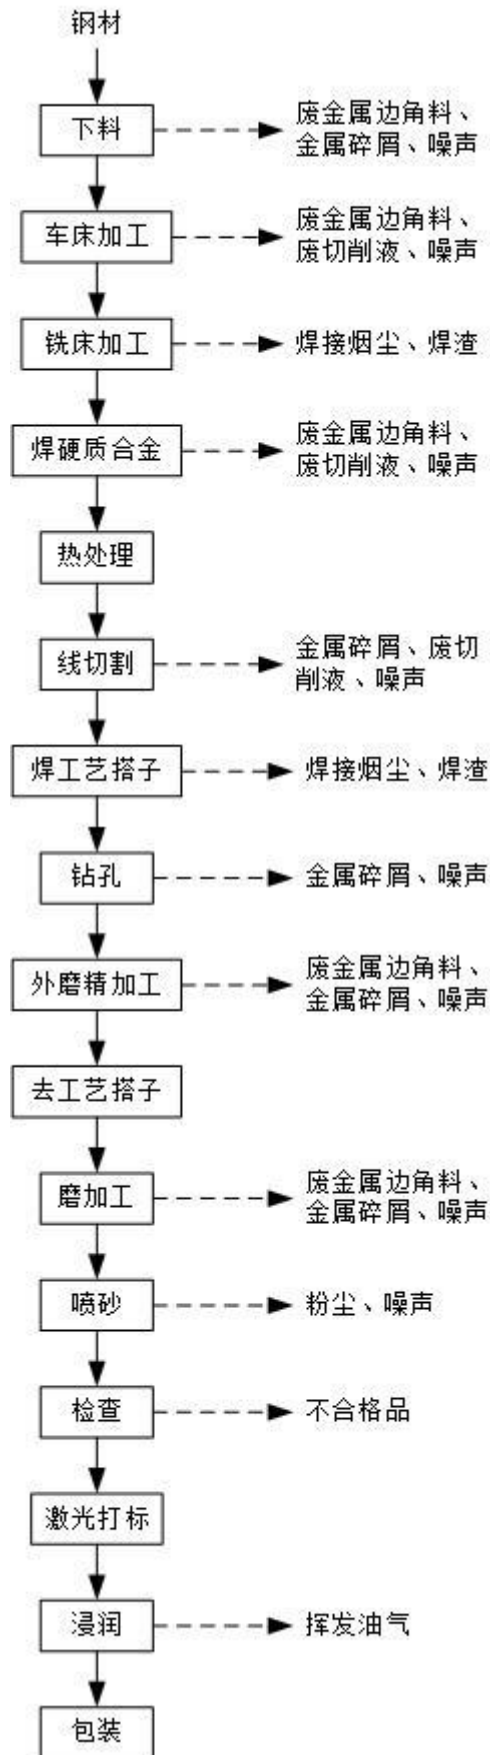 钢材
下料
废金属边角料、
金属碎屑、噪声
车床加工
废金属边角料、
废切削液、噪声
铣床加工
焊接烟尘、焊渣
焊硬质合金
废金属边角料、
废切削液、噪声
热处理
线切割
金属碎屑、废切
削液、噪声
焊工艺搭子
焊接烟尘、焊渣
钻孔
金属碎屑、噪声
外磨精加工
废金属边角料、
金属碎屑、噪声
去工艺搭子
磨加工
废金属边角料、
金属碎屑、噪声
喷砂
粉尘、噪声
检查
不合格品
激光打标
浸润
挥发油气
包装